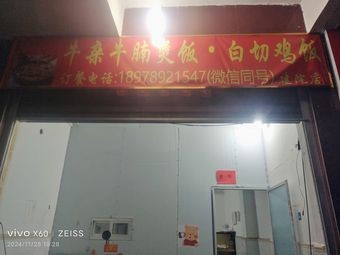 牛杂牛腩煲饭·白切鸡饭
订餐电话:18978921547(微信同号)
vivo X60 | ZEISS
2024/11/28 18:28